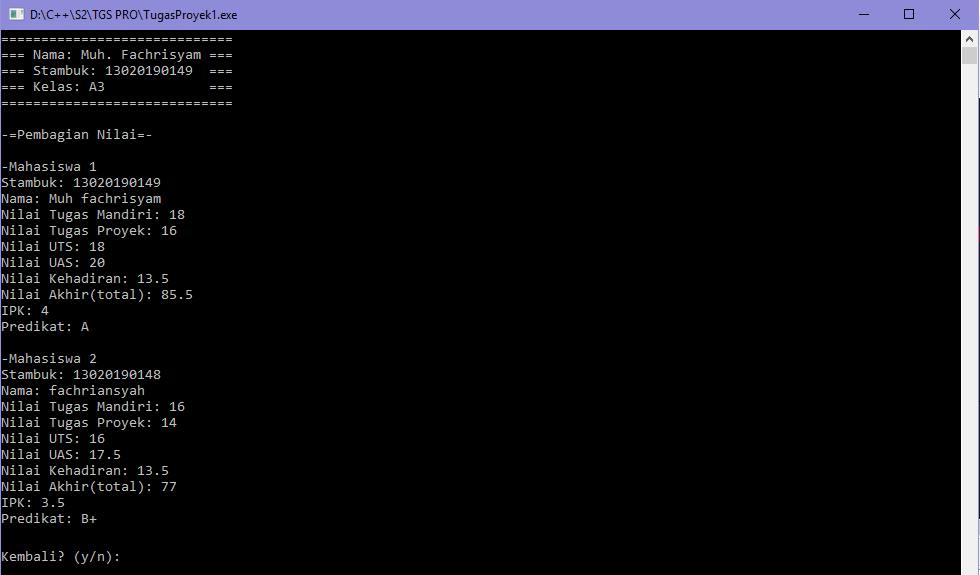 D:\C++\S2\TGS PRO\TugasProyek1.exe
=============================
=== Nama: Muh. Fachrisyam ===
=== Stambuk: 13020190149  ===
=== Kelas: A3             ===
=============================

-=Pembagian Nilai=-

-Mahasiswa 1
Stambuk: 13020190149
Nama: Muh fachrisyam
Nilai Tugas Mandiri: 18
Nilai Tugas Proyek: 16
Nilai UTS: 18
Nilai UAS: 20
Nilai Kehadiran: 13.5
Nilai Akhir(total): 85.5
IPK: 4
Predikat: A

-Mahasiswa 2
Stambuk: 13020190148
Nama: fachriansyah
Nilai Tugas Mandiri: 16
Nilai Tugas Proyek: 14
Nilai UTS: 16
Nilai UAS: 17.5
Nilai Kehadiran: 13.5
Nilai Akhir(total): 77
IPK: 3.5
Predikat: B+

Kembali? (y/n):